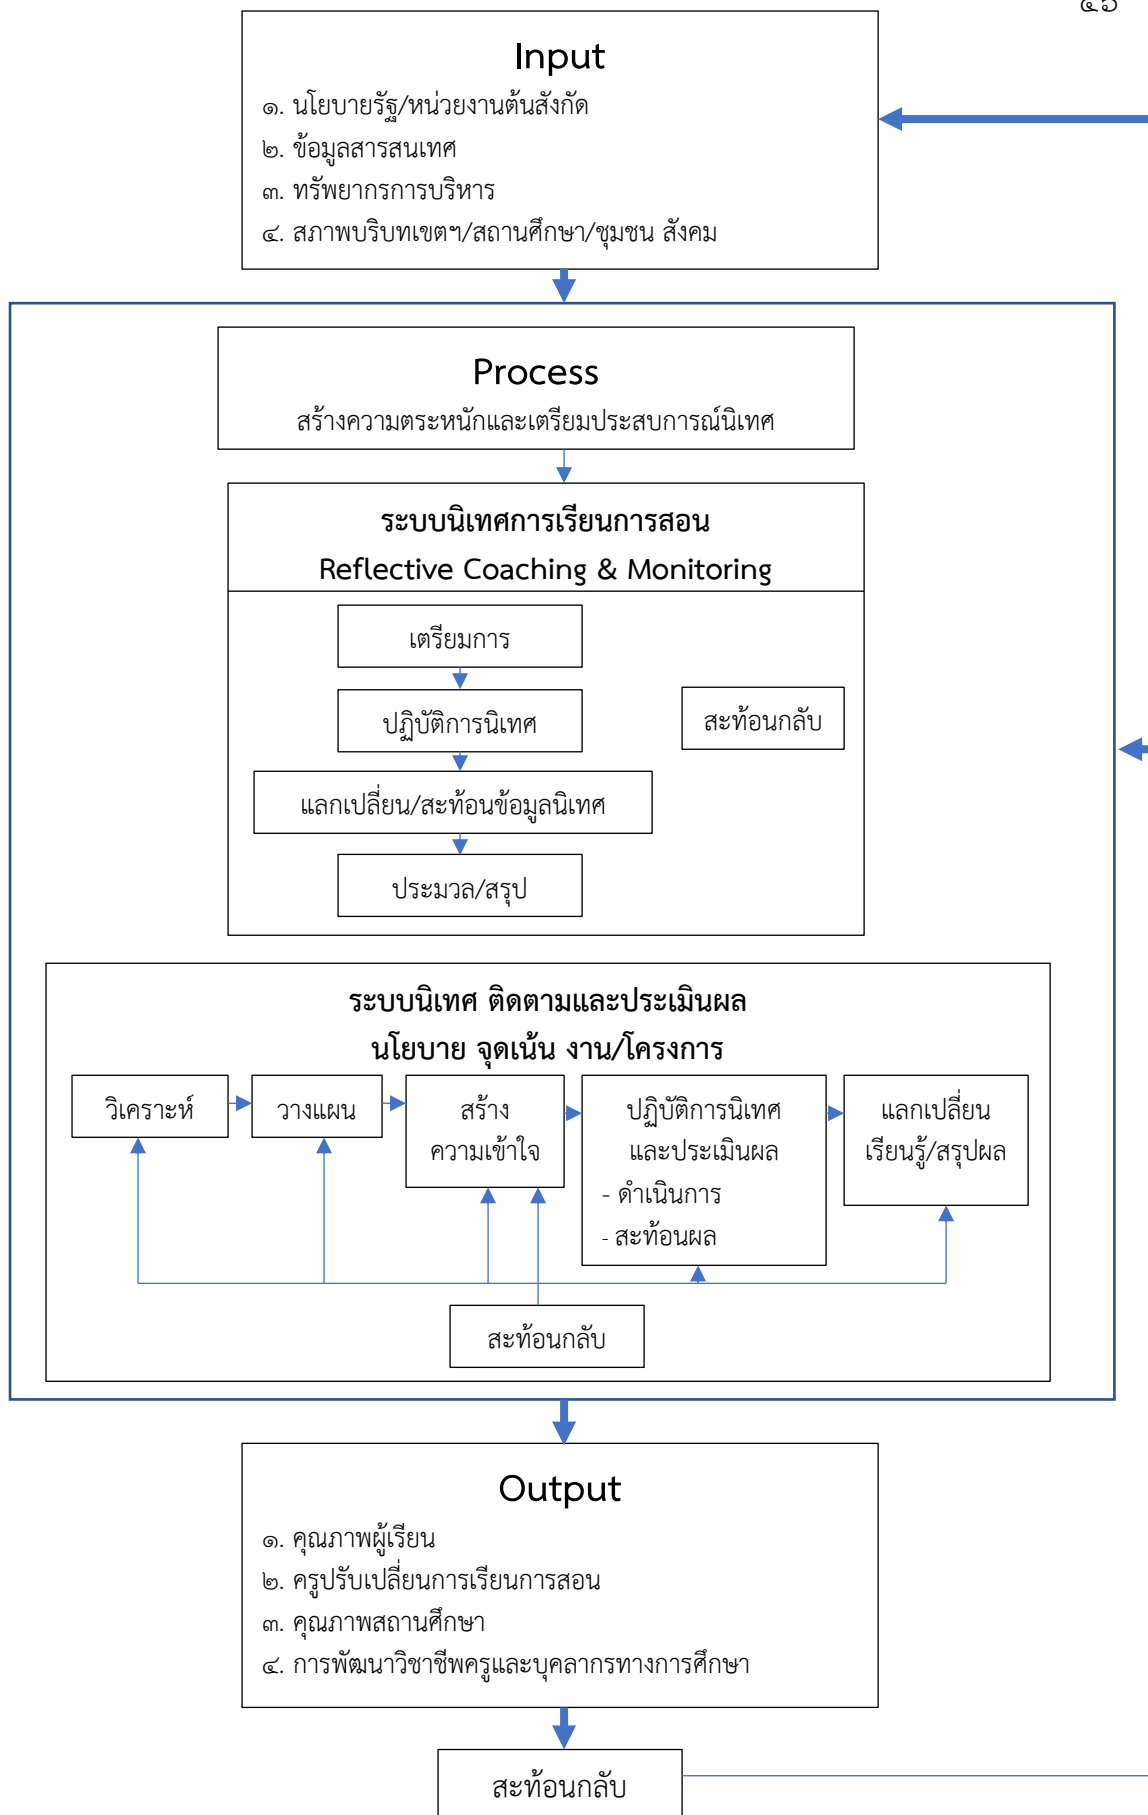 ๔๖
Input
๑. นโยบายรัฐ/หน่วยงานต้นสังกัด
๒. ข้อมูลสารสนเทศ
๓. ทรัพยากรการบริหาร
๔. สภาพบริบทเขตฯ/สถานศึกษา/ชุมชน สังคม
Process
สร้างความตระหนักและเตรียมประสบการณ์นิเทศ
ระบบนิเทศการเรียนการสอน
Reflective Coaching & Monitoring
เตรียมการ
ปฏิบัติการนิเทศ
สะท้อนกลับ
แลกเปลี่ยน/สะท้อนข้อมูลนิเทศ
ประมวล/สรุป
ระบบนิเทศ ติดตามและประเมินผล
นโยบาย จุดเน้น งาน/โครงการ
วิเคราะห์
วางแผน
สร้าง
ความเข้าใจ
ปฏิบัติการนิเทศ
และประเมินผล
- ดำเนินการ
- สะท้อนผล
แลกเปลี่ยน
เรียนรู้/สรุปผล
สะท้อนกลับ
Output
๑. คุณภาพผู้เรียน
๒. ครูปรับเปลี่ยนการเรียนการสอน
๓. คุณภาพสถานศึกษา
๔. การพัฒนาวิชาชีพครูและบุคลากรทางการศึกษา
สะท้อนกลับ